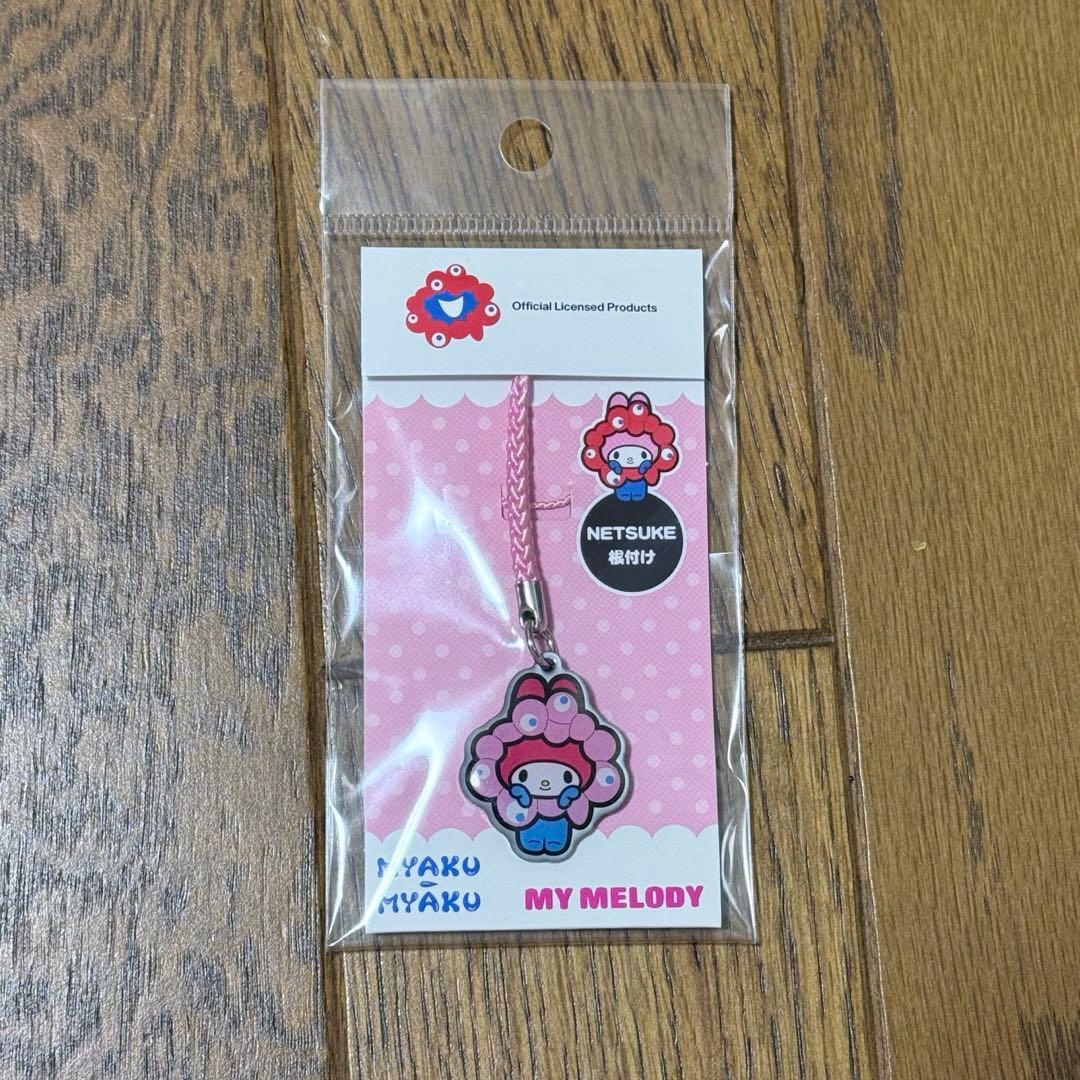 Official Licensed Products
NETSUKE
根付け
MYAKU
-
MYAKU
MY MELODY